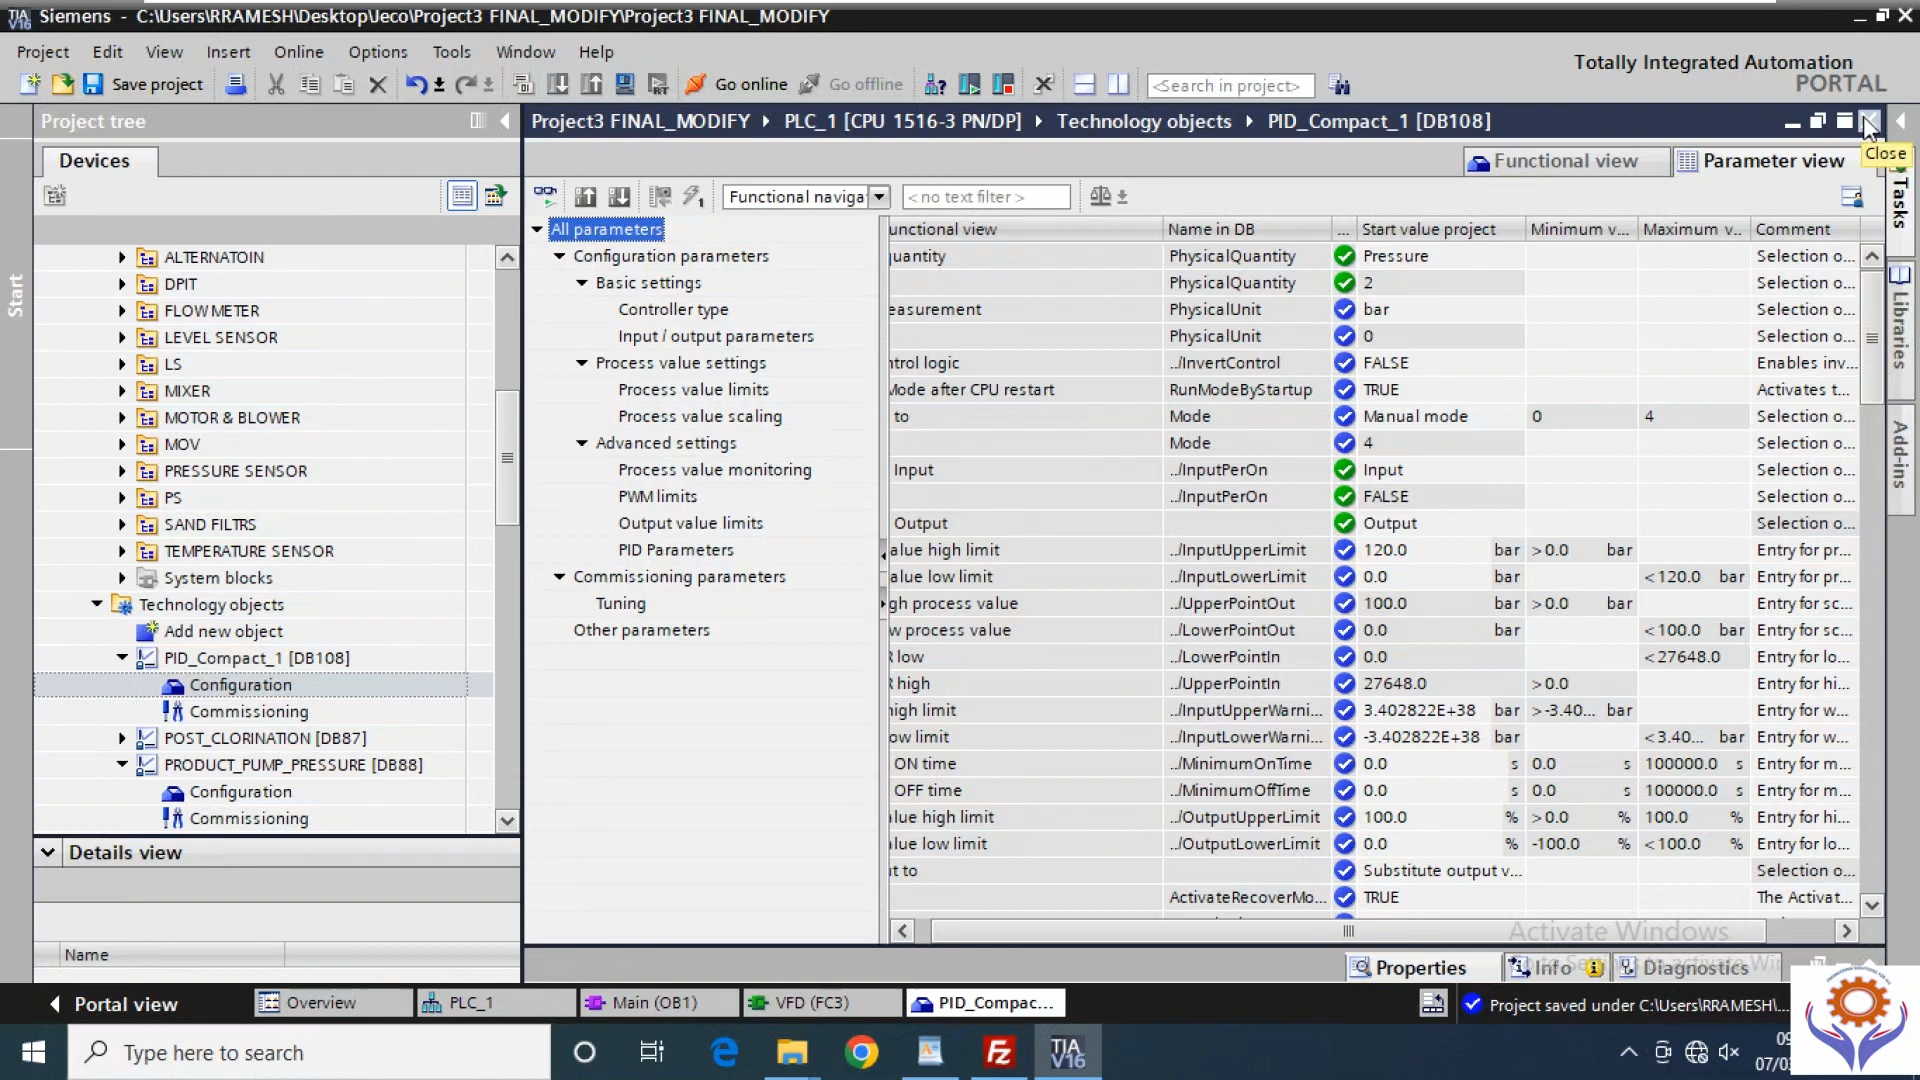 Siemens - C:\Users\RRAMESH\Desktop\Jeco\Project3 FINAL_MODIFY\Project3 FINAL_MODIFY
TIA V16
Project Edit View Insert Online Options Tools Window Help
Totally Integrated Automation
PORTAL
Save project
Go online
Go offline
<Search in project>
Project tree
Project3 FINAL_MODIFY PLC_1 [CPU 1516-3 PN/DP] Technology objects PID_Compact_1 [DB108]
Close
Devices
Functional view
Parameter view
Functional naviga
<no text filter>
Start
ALTERNATOIN
DPIT
FLOW METER
LEVEL SENSOR
LS
MIXER
MOTOR & BLOWER
MOV
PRESSURE SENSOR
PS
SAND FILTRS
TEMPERATURE SENSOR
System blocks
Technology objects
Add new object
PID_Compact_1 [DB108]
Configuration
Commissioning
POST_CLORINATION [DB87]
PRODUCT_PUMP_PRESSURE [DB88]
Configuration
Commissioning
Details view
Name
All parameters
Configuration parameters
Basic settings
Controller type
Input / output parameters
Process value settings
Process value limits
Process value scaling
Advanced settings
Process value monitoring
PWM limits
Output value limits
PID Parameters
Commissioning parameters
Tuning
Other parameters
unctional view Name in DB ... Start value project Minimum v... Maximum v.. Comment
uantity PhysicalQuantity Pressure Selection o...
PhysicalQuantity 2 Selection o...
easurement PhysicalUnit bar Selection o...
PhysicalUnit 0 Selection o...
ntrol logic ../InvertControl FALSE Enables inv...
Mode after CPU restart RunModeByStartup TRUE Activates t...
to Mode Manual mode 0 4 Selection o...
Mode 4 Selection o...
Input ../InputPerOn Input Selection o...
../InputPerOn FALSE Selection o...
Output Output Selection o...
alue high limit ../InputUpperLimit 120.0 bar >0.0 bar Entry for pr...
alue low limit ../InputLowerLimit 0.0 bar <120.0 bar Entry for pr...
gh process value ../UpperPointOut 100.0 bar >0.0 bar Entry for sc...
w process value ../LowerPointOut 0.0 bar <100.0 bar Entry for sc...
R low ../LowerPointIn 0.0 <27648.0 Entry for lo...
R high ../UpperPointIn 27648.0 >0.0 Entry for hi...
high limit ../InputUpperWarni... 3.402822E+38 bar >-3.40... bar Entry for w...
ow limit ../InputLowerWarni... -3.402822E+38 bar <3.40... bar Entry for w...
ON time ../MinimumOnTime 0.0 s 0.0 s 100000.0 s Entry for m...
OFF time ../MinimumOffTime 0.0 s 0.0 s 100000.0 s Entry for m...
lue high limit ../OutputUpperLimit 100.0 % >0.0 % 100.0 % Entry for hi...
lue low limit ../OutputLowerLimit 0.0 % -100.0 % <100.0 % Entry for lo...
t to Substitute output v... Selection o...
ActivateRecoverMo... TRUE The Activat...
Tasks
Libraries
Add-ins
Activate Windows
Properties Info Diagnostics
Portal view
Overview
PLC_1
Main (OB1)
VFD (FC3)
PID_Compac...
Project saved under C:\Users\RRAMESH\...
Type here to search
TIA V16